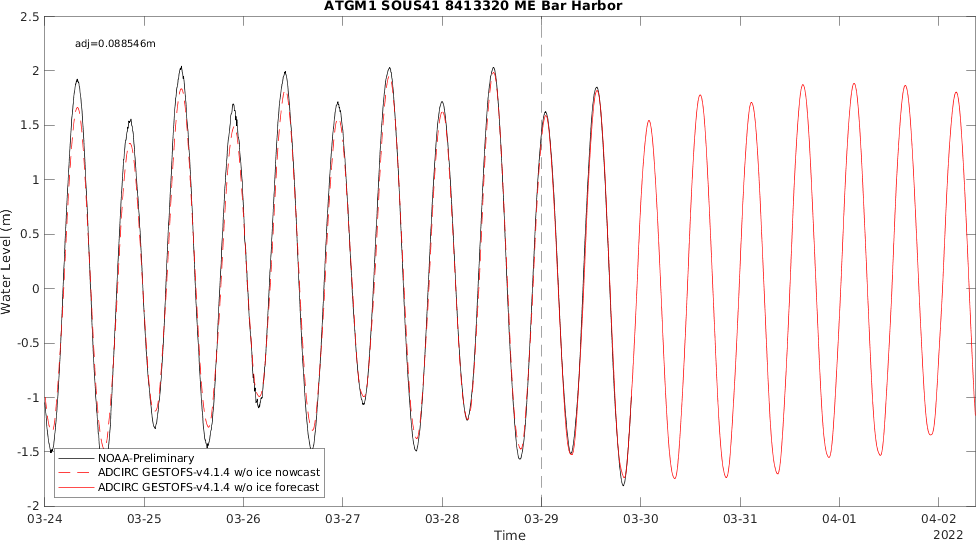 ATGM1 SOUS41 8413320 ME Bar Harbor
adj=0.088546m
2.5
2
1.5
1
0.5
0
-0.5
-1
-1.5
-2
Water Level (m)
NOAA-Preliminary
ADCIRC GESTOFS-v4.1.4 w/o ice nowcast
ADCIRC GESTOFS-v4.1.4 w/o ice forecast
03-24 03-25 03-26 03-27 03-28 03-29 03-30 03-31 04-01 04-02
Time
2022